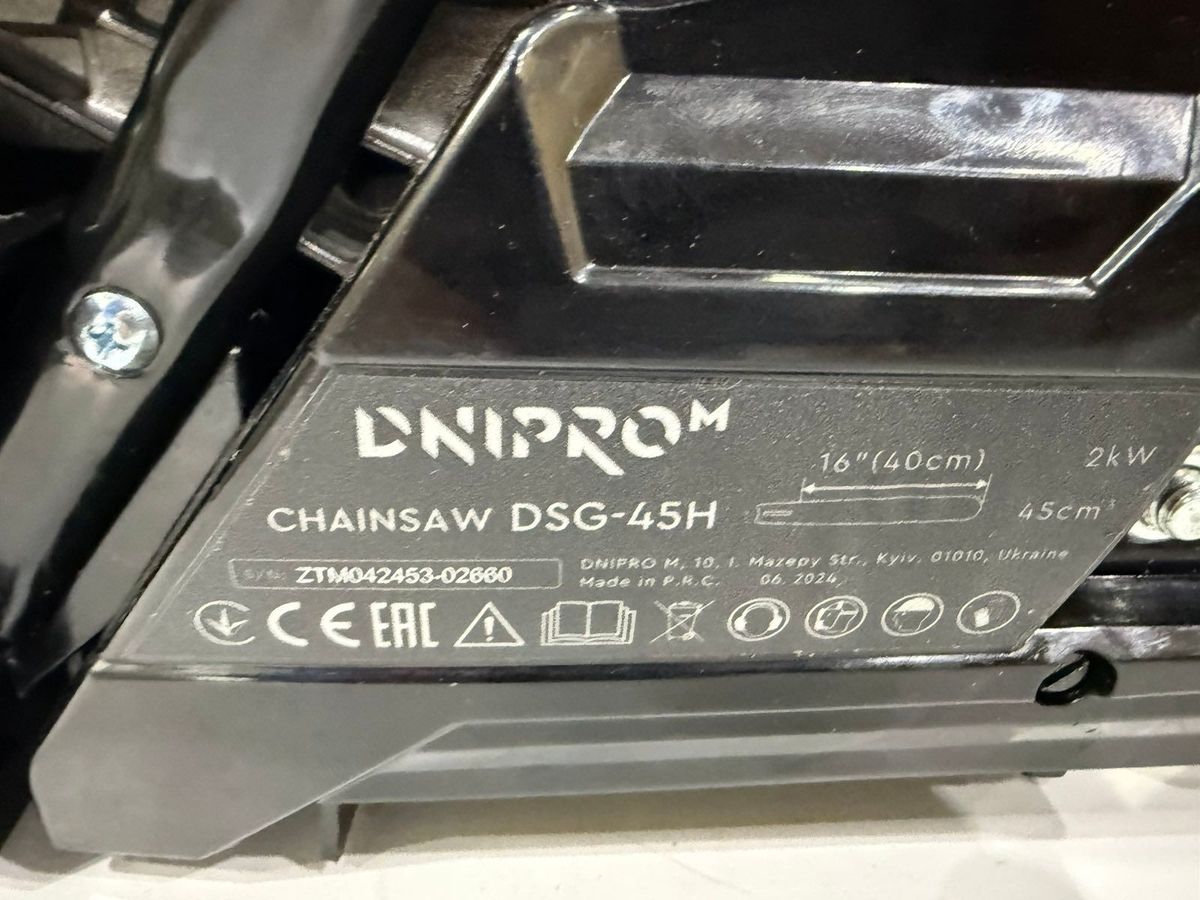 DNIPRO M
16"(40cm)
2kW
CHAINSAW DSG-45H
45cm³
ZTM042453-02660
DNIPRO M, 10, I. Mazepy Str., Kyiv, 01010, Ukraine
Made in P.R.C. 06.2024
CE EAC